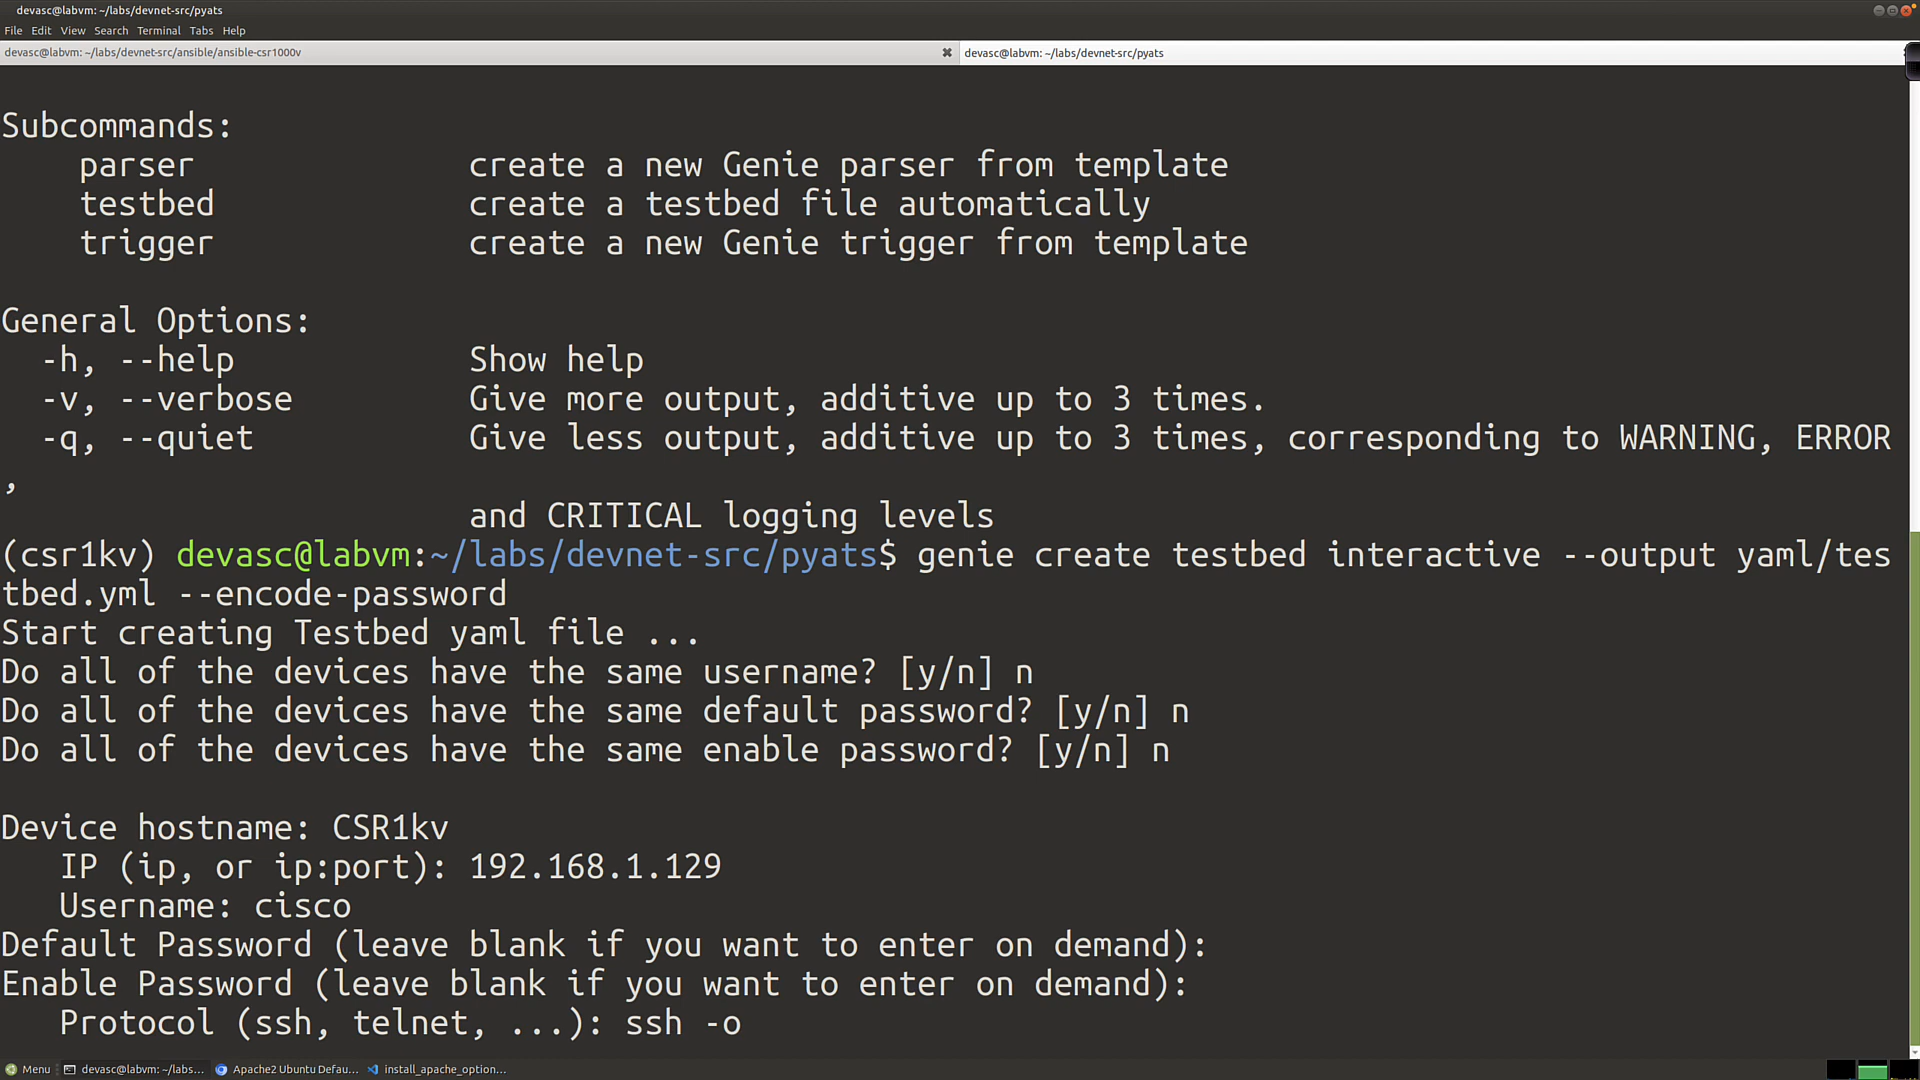 devasc@labvm: ~/labs/devnet-src/pyats
File Edit View Search Terminal Tabs Help
devasc@labvm: ~/labs/devnet-src/ansible/ansible-csr1000v
devasc@labvm: ~/labs/devnet-src/pyats
Subcommands:
parser create a new Genie parser from template
testbed create a testbed file automatically
trigger create a new Genie trigger from template
General Options:
-h, --help Show help
-v, --verbose Give more output, additive up to 3 times.
-q, --quiet Give less output, additive up to 3 times, corresponding to WARNING, ERROR
,
and CRITICAL logging levels
(csr1kv) devasc@labvm:~/labs/devnet-src/pyats$ genie create testbed interactive --output yaml/tes
tbed.yml --encode-password
Start creating Testbed yaml file ...
Do all of the devices have the same username? [y/n] n
Do all of the devices have the same default password? [y/n] n
Do all of the devices have the same enable password? [y/n] n
Device hostname: CSR1kv
IP (ip, or ip:port): 192.168.1.129
Username: cisco
Default Password (leave blank if you want to enter on demand):
Enable Password (leave blank if you want to enter on demand):
Protocol (ssh, telnet, ...): ssh -o
Menu devasc@labvm: ~/labs... Apache2 Ubuntu Defau... install_apache_option...